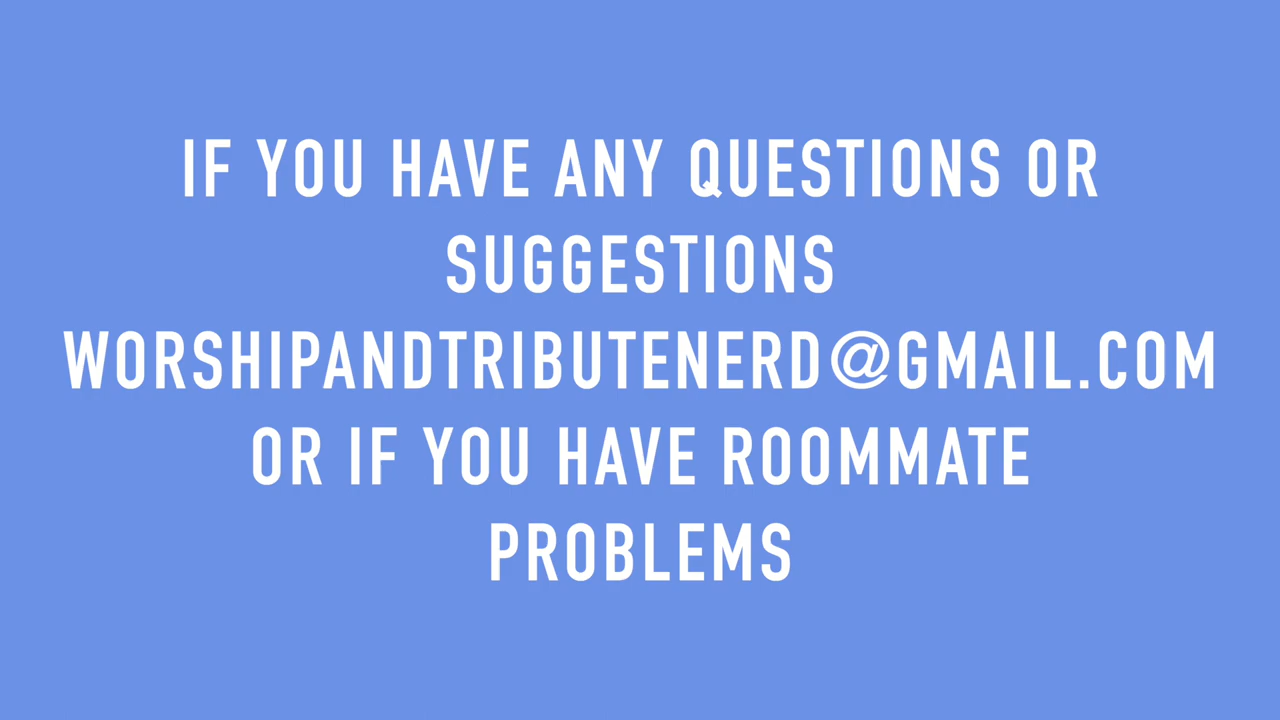 IF YOU HAVE ANY QUESTIONS OR
SUGGESTIONS
WORSHIPANDTRIBUTENERD@GMAIL.COM
OR IF YOU HAVE ROOMMATE
PROBLEMS